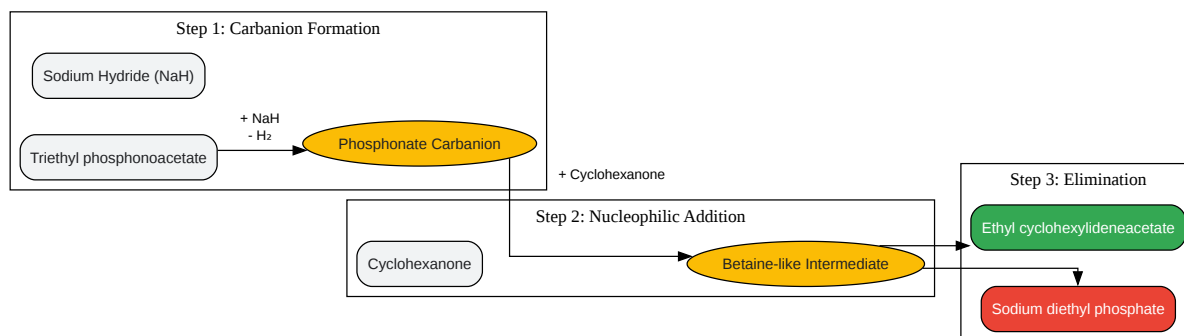 Step 1: Carbanion Formation
Sodium Hydride (NaH)
+ NaH
- H₂
Triethyl phosphonoacetate
Phosphonate Carbanion
+ Cyclohexanone
Step 2: Nucleophilic Addition
Cyclohexanone
Betaine-like Intermediate
Step 3: Elimination
Ethyl cyclohexylideneacetate
Sodium diethyl phosphate